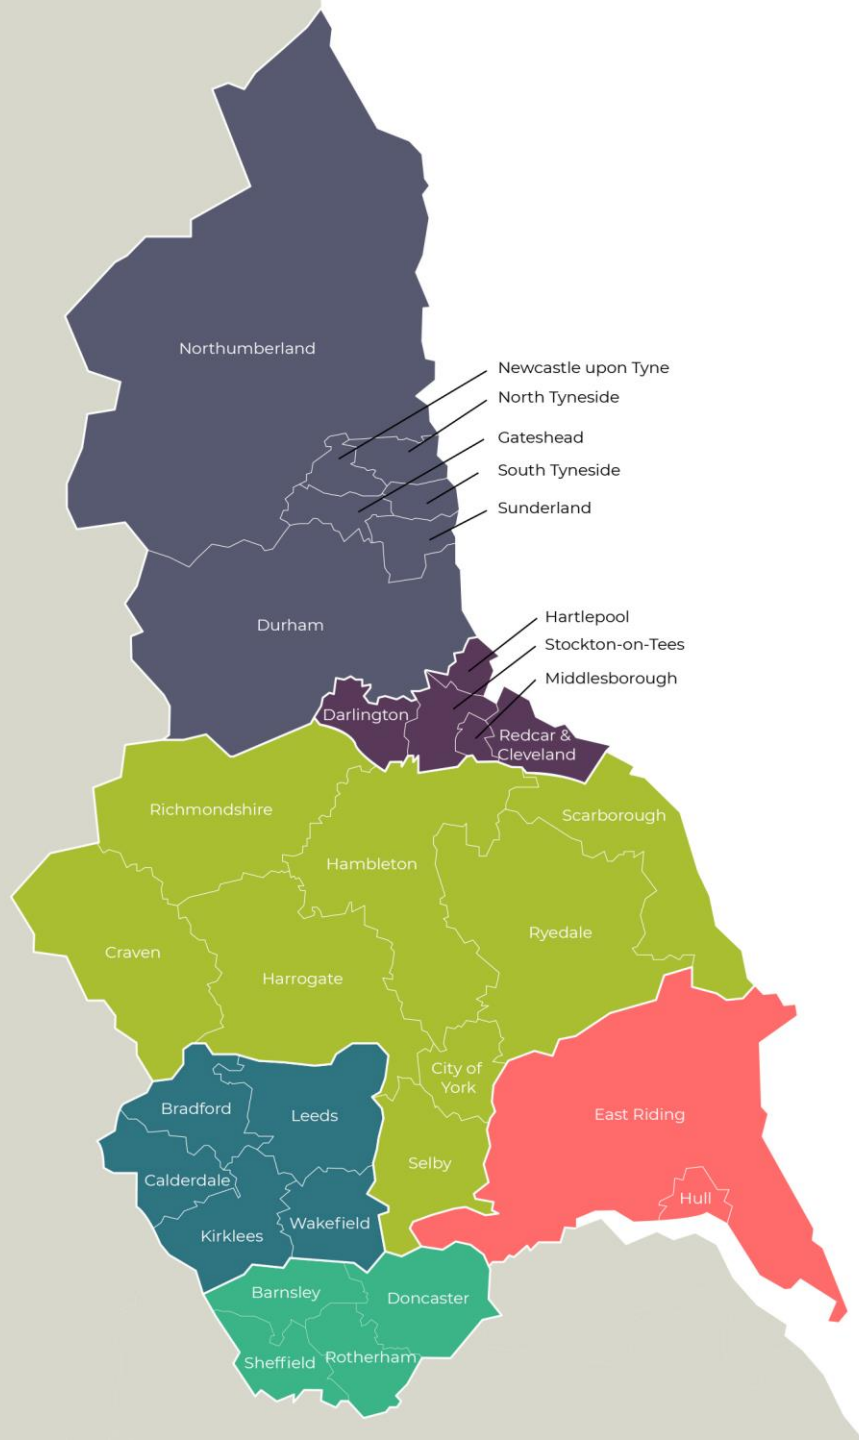 Northumberland
Newcastle upon Tyne
North Tyneside
Gateshead
South Tyneside
Sunderland
Durham
Hartlepool
Stockton-on-Tees
Middlesborough
Darlington
Redcar &
Cleveland
Richmondshire
Scarborough
Hambleton
Ryedale
Craven
Harrogate
City of
York
Bradford
Leeds
East Riding
Selby
Calderdale
Hull
Wakefield
Kirklees
Barnsley
Doncaster
Sheffield
Rotherham